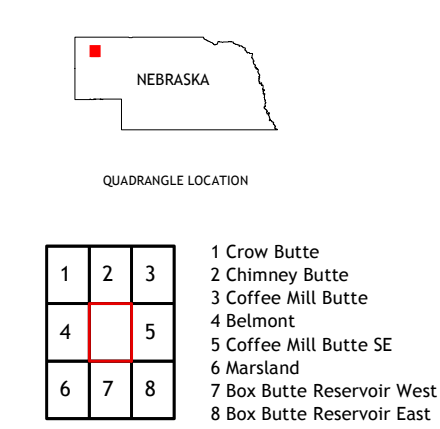 NEBRASKA
QUADRANGLE LOCATION
1 2 3
4 5
6 7 8
1 Crow Butte
2 Chimney Butte
3 Coffee Mill Butte
4 Belmont
5 Coffee Mill Butte SE
6 Marsland
7 Box Butte Reservoir West
8 Box Butte Reservoir East